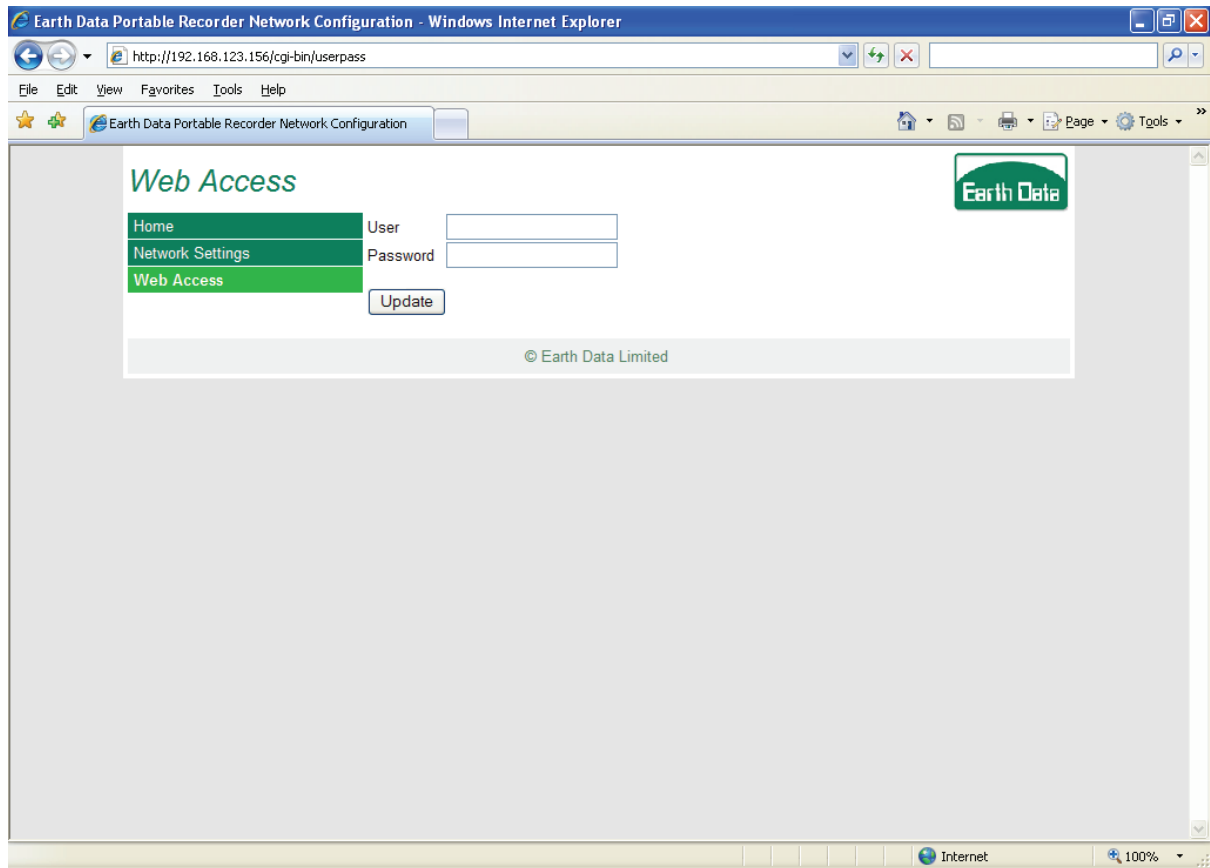 Earth Data Portable Recorder Network Configuration - Windows Internet Explorer
http://192.168.123.156/cgi-bin/userpass
File Edit View Favorites Tools Help
Earth Data Portable Recorder Network Configuration
Page Tools »
Web Access
Earth Data
Home
User
Network Settings
Password
Web Access
Update
© Earth Data Limited
Internet
100%